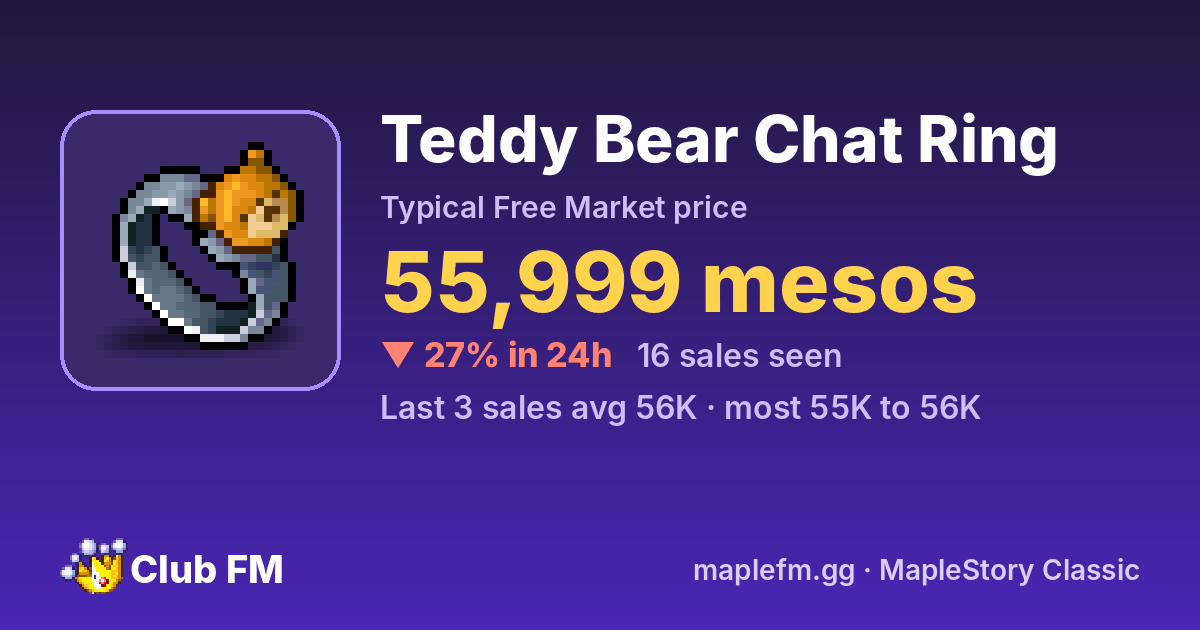 Teddy Bear Chat Ring
Typical Free Market price
55,999 mesos
▼ 27% in 24h 16 sales seen
Last 3 sales avg 56K · most 55K to 56K
Club FM
maplefm.gg · MapleStory Classic